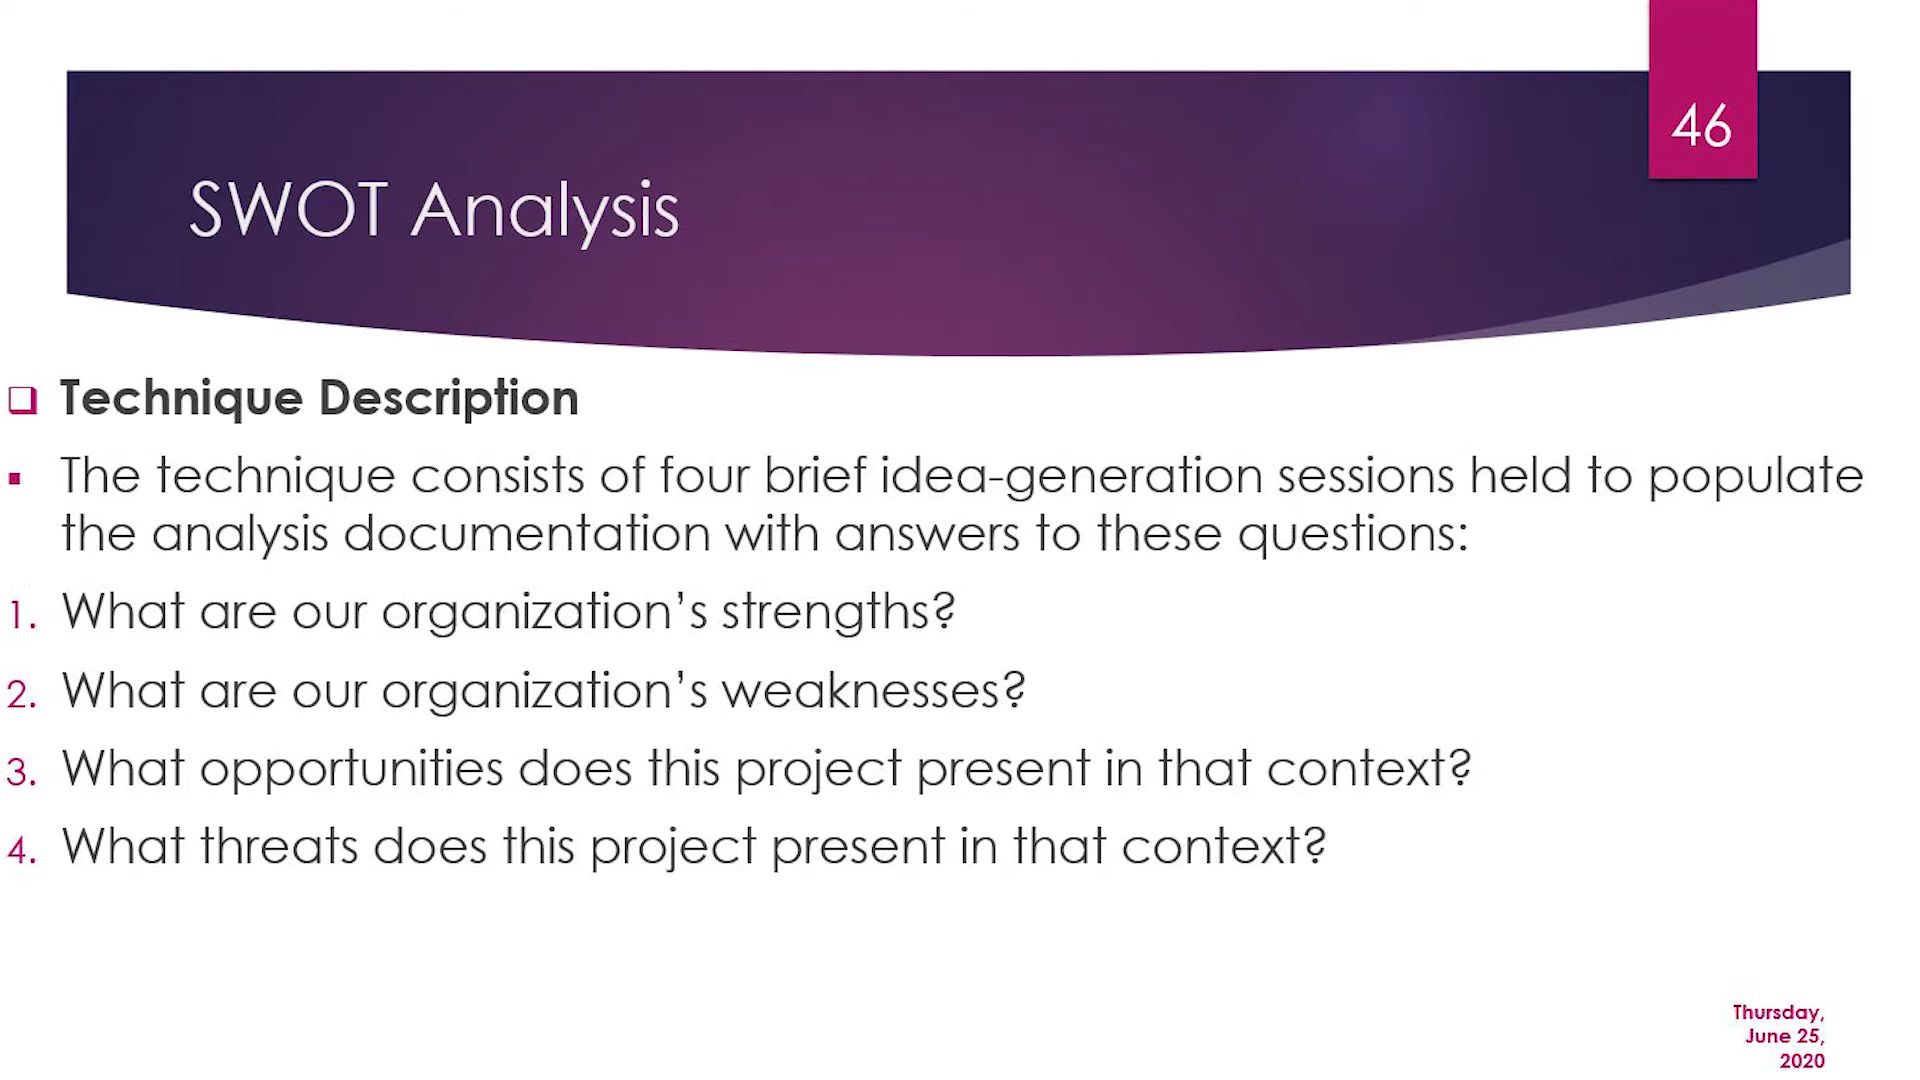 46
SWOT Analysis
Technique Description
The technique consists of four brief idea-generation sessions held to populate
the analysis documentation with answers to these questions:
1. What are our organization’s strengths?
2. What are our organization’s weaknesses?
3. What opportunities does this project present in that context?
4. What threats does this project present in that context?
Thursday,
June 25,
2020